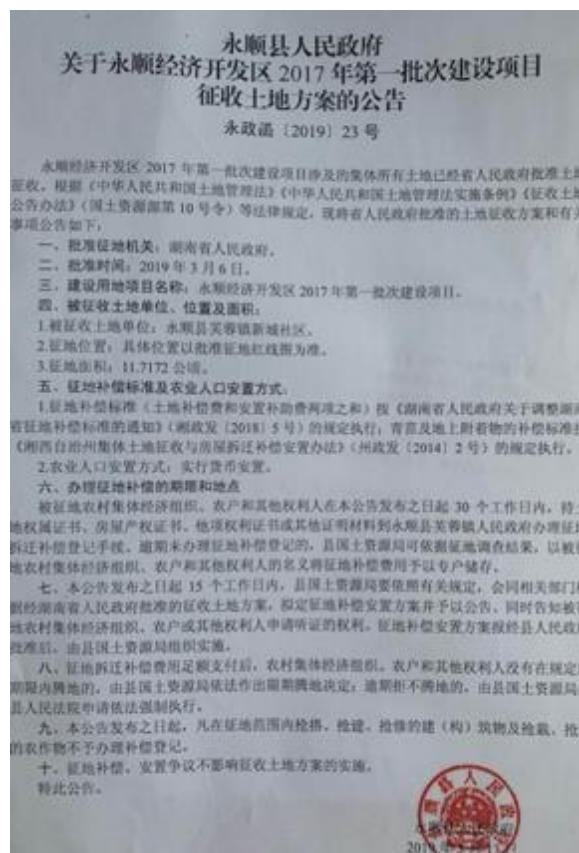 永顺县人民政府
关于永顺经济开发区 2017 年第一批次建设项目
征收土地方案的公告
永政函〔2019〕23 号
永顺经济开发区 2017 年第一批次建设项目涉及的集体所有土地已经省人民政府批准土地
征收。根据《中华人民共和国土地管理法》《中华人民共和国土地管理法实施条例》《征收土地
公告办法》（国土资源部第 10 号令）等法律规定，现将省人民政府批准的土地征收方案和有关
事项公告如下：
一、批准征地机关：湖南省人民政府。
二、批准时间：2019 年 3 月 6 日。
三、建设用地项目名称：永顺经济开发区 2017 年第一批次建设项目。
四、被征收土地单位、位置及面积：
1.被征收土地单位：永顺县芙蓉镇新城社区。
2.征地位置：具体位置以批准征地红线图为准。
3.征地面积：11.7172 公顷。
五、征地补偿标准及农业人口安置方式：
1.征地补偿标准（土地补偿费和安置补助费两项之和）按《湖南省人民政府关于调整湖南
省征地补偿标准的通知》（湘政发〔2018〕5 号）的规定执行；青苗及地上附着物的补偿标准按
《湘西自治州集体土地征收与房屋拆迁补偿安置办法》（州政发〔2014〕2 号）的规定执行。
2.农业人口安置方式：实行货币安置。
六、办理征地补偿的期限和地点
被征地农村集体经济组织、农户和其他权利人在本公告发布之日起 30 个工作日内，持土
地权属证书、房屋产权证书、他项权利证书或其他证明材料到永顺县芙蓉镇人民政府办理征地
拆迁补偿登记手续。逾期未办理征地补偿登记的，县国土资源局可依据征地调查结果，以被征
地农村集体经济组织、农户和其他权利人的名义将征地补偿费用予以专户储存。
七、本公告发布之日起 15 个工作日内，县国土资源局要依照有关规定，会同相关部门根
据经湖南省人民政府批准的征收土地方案，拟定征地补偿安置方案并予以公告，同时告知被征
地农村集体经济组织、农户或其他权利人申请听证的权利。征地补偿安置方案报经县人民政府
批准后，由县国土资源局组织实施。
八、征地拆迁补偿费用足额支付后，农村集体经济组织、农户和其他权利人没有在规定
期限内腾地的，由县国土资源局依法作出限期腾地决定；逾期拒不腾地的，由县国土资源局
县人民法院申请依法强制执行。
九、本公告发布之日起，凡在征地范围内抢搭、抢建、抢修的建（构）筑物及抢栽、抢
的农作物不予办理补偿登记。
十、征地补偿、安置争议不影响征收土地方案的实施。
特此公告。
永顺县人民政府
2019 年